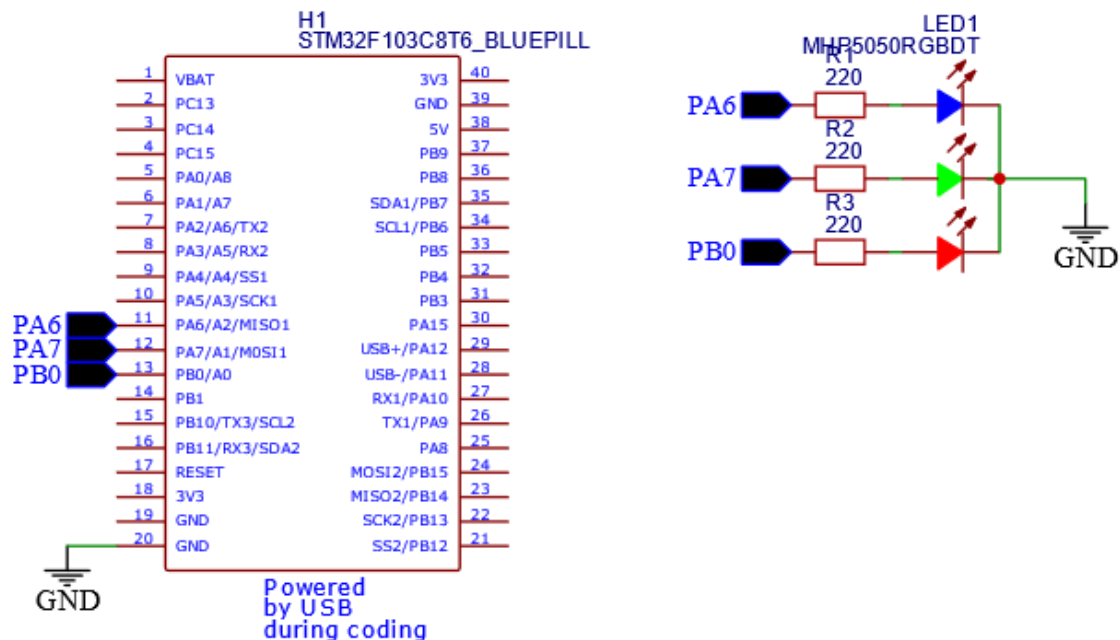 H1
STM32F103C8T6_BLUEPILL
1 VBAT 3V3 40
2 PC13 GND 39
3 PC14 5V 38
4 PC15 PB9 37
5 PA0/A8 PB8 36
6 PA1/A7 SDA1/PB7 35
7 PA2/A6/TX2 SCL1/PB6 34
8 PA3/A5/RX2 PB5 33
9 PA4/A4/SS1 PB4 32
10 PA5/A3/SCK1 PB3 31
PA6 11 PA6/A2/MISO1 PA15 30
PA7 12 PA7/A1/MOSI1 USB+/PA12 29
PB0 13 PB0/A0 USB-/PA11 28
14 PB1 RX1/PA10 27
15 PB10/TX3/SCL2 TX1/PA9 26
16 PB11/RX3/SDA2 PA8 25
17 RESET MOSI2/PB15 24
18 3V3 MISO2/PB14 23
19 GND SCK2/PB13 22
20 GND SS2/PB12 21
GND
Powered
by USB
during coding
LED1
MHP5050RGBDT
R1
220
PA6
R2
220
PA7
R3
220
PB0
GND